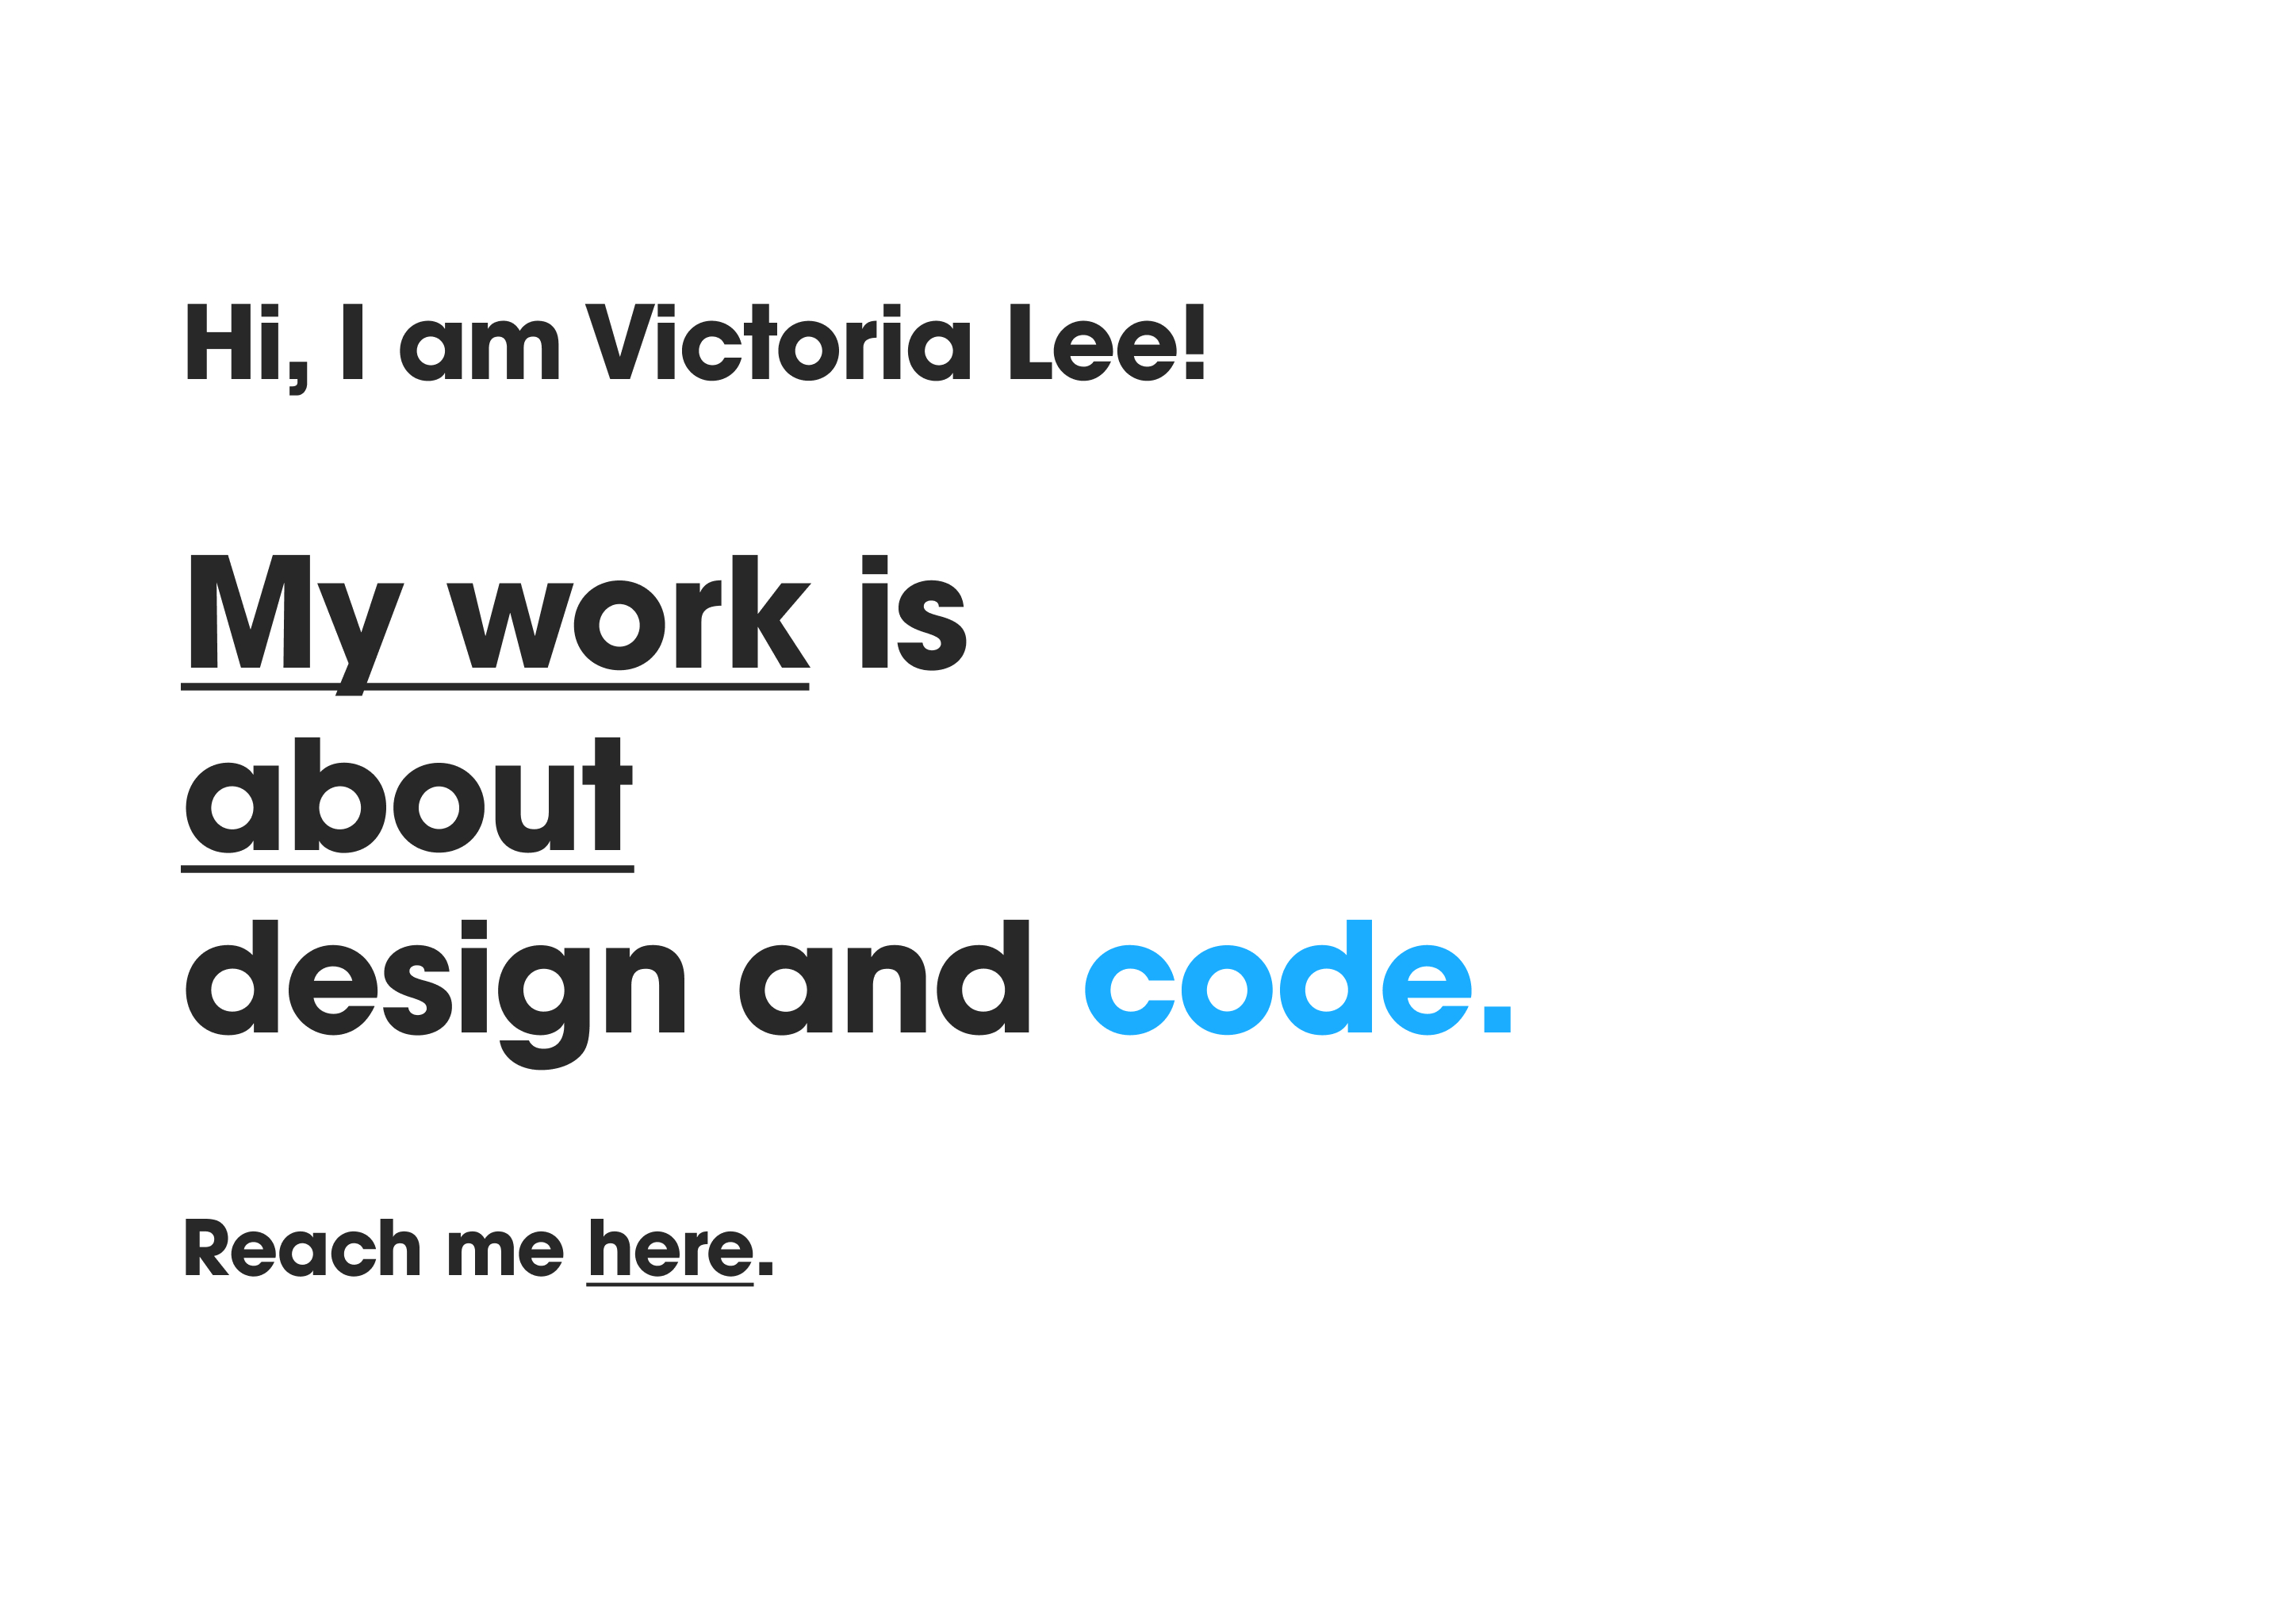 Hi, I am Victoria Lee!
My work is
about
design and code.
Reach me here.